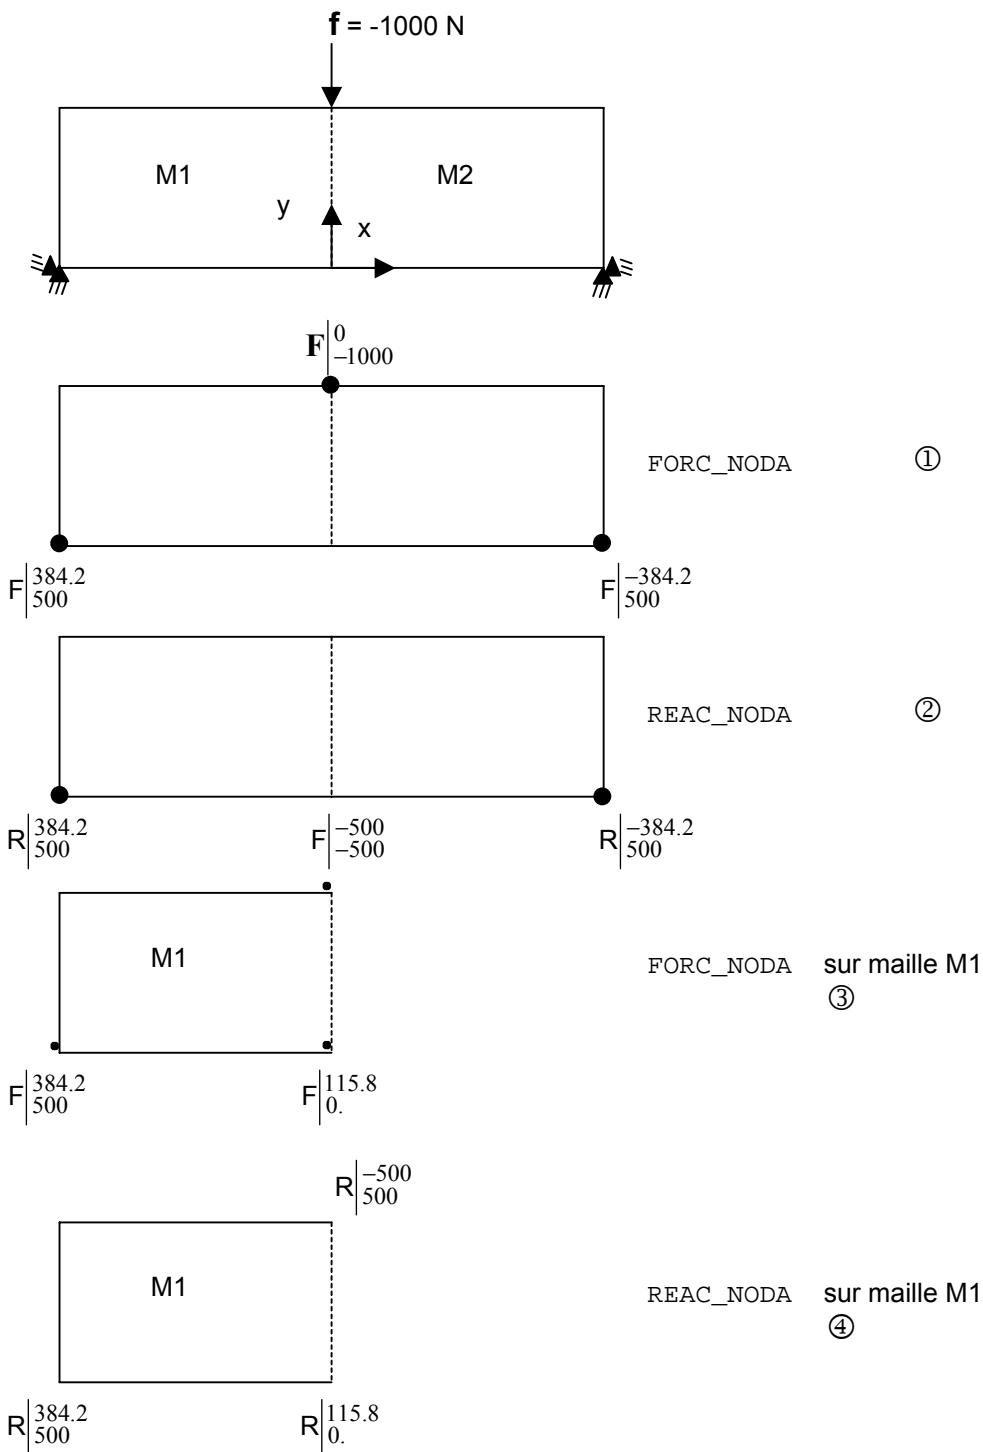 f = -1000 N
M1
M2
y
x
F|0 -1000
FORC_NODA ①
F|384.2 500
F|-384.2 500
REAC_NODA ②
R|384.2 500
F|-500 -500
R|-384.2 500
M1
FORC_NODA sur maille M1
③
F|384.2 500
F|115.8 0.
R|-500 500
M1
REAC_NODA sur maille M1
④
R|384.2 500
R|115.8 0.